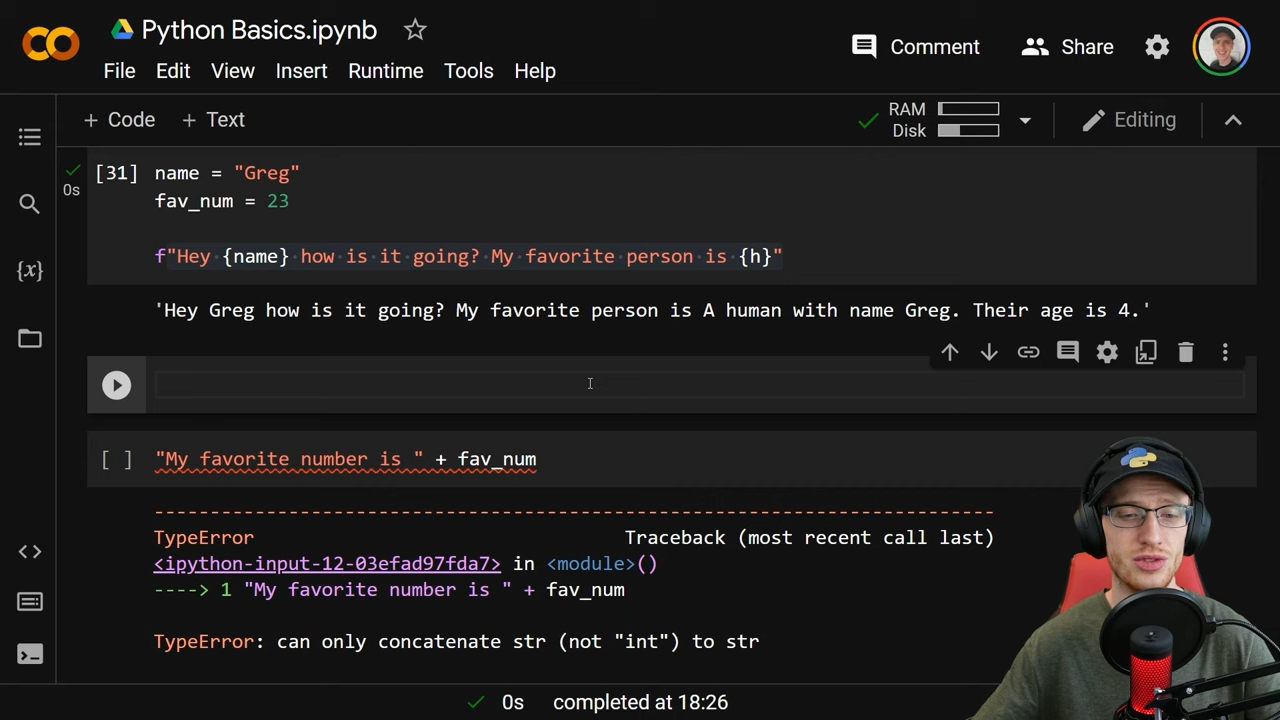 Python Basics.ipynb
Comment
Share
File Edit View Insert Runtime Tools Help
+ Code + Text
RAM
Disk
Editing
[31] name = "Greg"
0s
fav_num = 23
f"Hey {name} how is it going? My favorite person is {h}"
'Hey Greg how is it going? My favorite person is A human with name Greg. Their age is 4.'
{x}
[ ] "My favorite number is " + fav_num
---------------------------------------------------------------------------
TypeError Traceback (most recent call last)
<ipython-input-12-03efad97fda7> in <module>()
----> 1 "My favorite number is " + fav_num
TypeError: can only concatenate str (not "int") to str
0s completed at 18:26